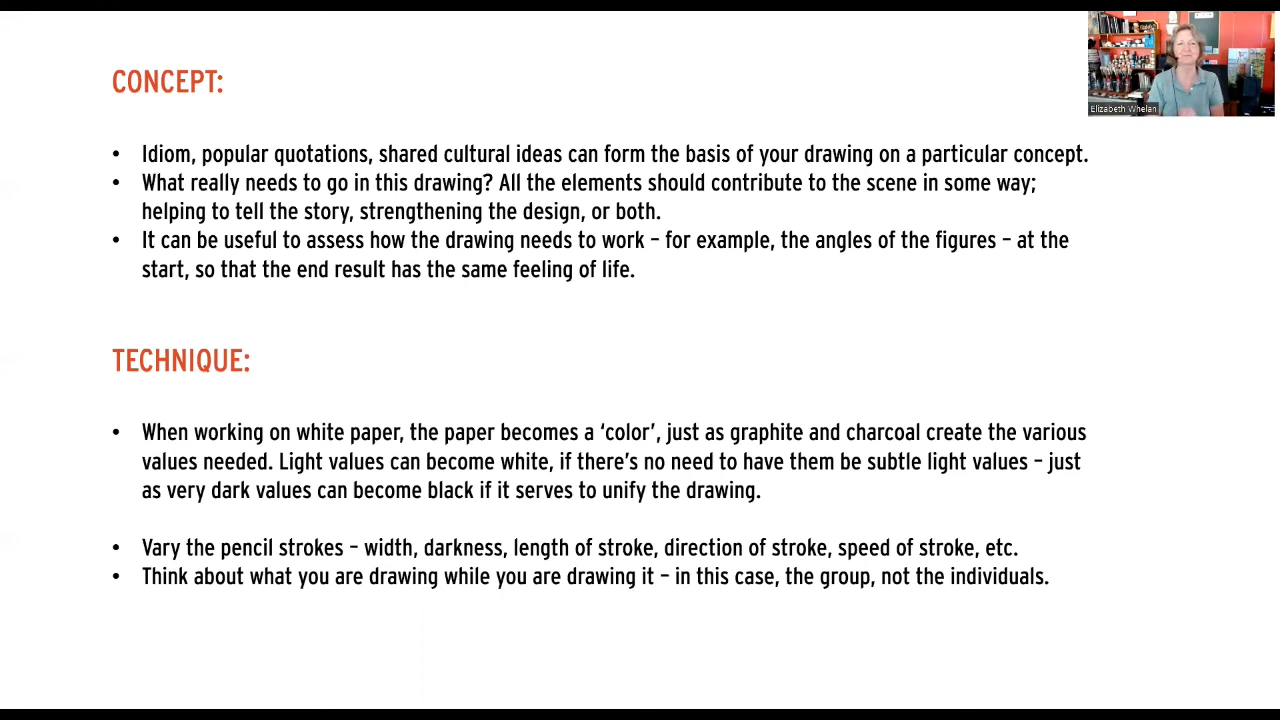 CONCEPT:
Elizabeth Whelan
• Idiom, popular quotations, shared cultural ideas can form the basis of your drawing on a particular concept.
• What really needs to go in this drawing? All the elements should contribute to the scene in some way;
helping to tell the story, strengthening the design, or both.
• It can be useful to assess how the drawing needs to work – for example, the angles of the figures – at the
start, so that the end result has the same feeling of life.
TECHNIQUE:
• When working on white paper, the paper becomes a ‘color’, just as graphite and charcoal create the various
values needed. Light values can become white, if there’s no need to have them be subtle light values – just
as very dark values can become black if it serves to unify the drawing.
• Vary the pencil strokes – width, darkness, length of stroke, direction of stroke, speed of stroke, etc.
• Think about what you are drawing while you are drawing it – in this case, the group, not the individuals.